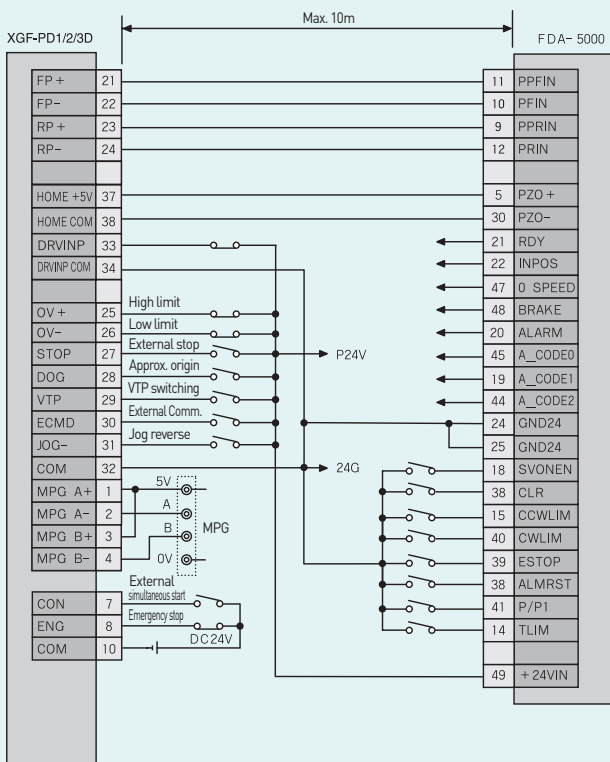 Max. 10m
XGF-PD1/2/3D
FDA-5000
FP+ 21
FP- 22
RP+ 23
RP- 24
HOME +5V 37
HOME COM 38
DRVINP 33
DRVINP COM 34
OV+ 25 High limit
OV- 26 Low limit
STOP 27 External stop
DOG 28 Approx. origin
VTP 29 VTP switching
ECMD 30 External Comm.
JOG- 31 Jog reverse
COM 32
MPG A+ 1 5V
MPG A- 2 A
MPG B+ 3 B
MPG B- 4 0V
MPG
P24V
24G
CON 7 External simultaneous start
ENG 8 Emergency stop
COM 10 DC24V
11 PPFIN
10 PFIN
9 PPRIN
12 PRIN
5 PZO+
30 PZO-
21 RDY
22 INPOS
47 0 SPEED
48 BRAKE
20 ALARM
45 A_CODE0
19 A_CODE1
44 A_CODE2
24 GND24
25 GND24
18 SVONEN
38 CLR
15 CCWLIM
40 CWLIM
39 ESTOP
38 ALMRST
41 P/P1
14 TLIM
49 +24VIN